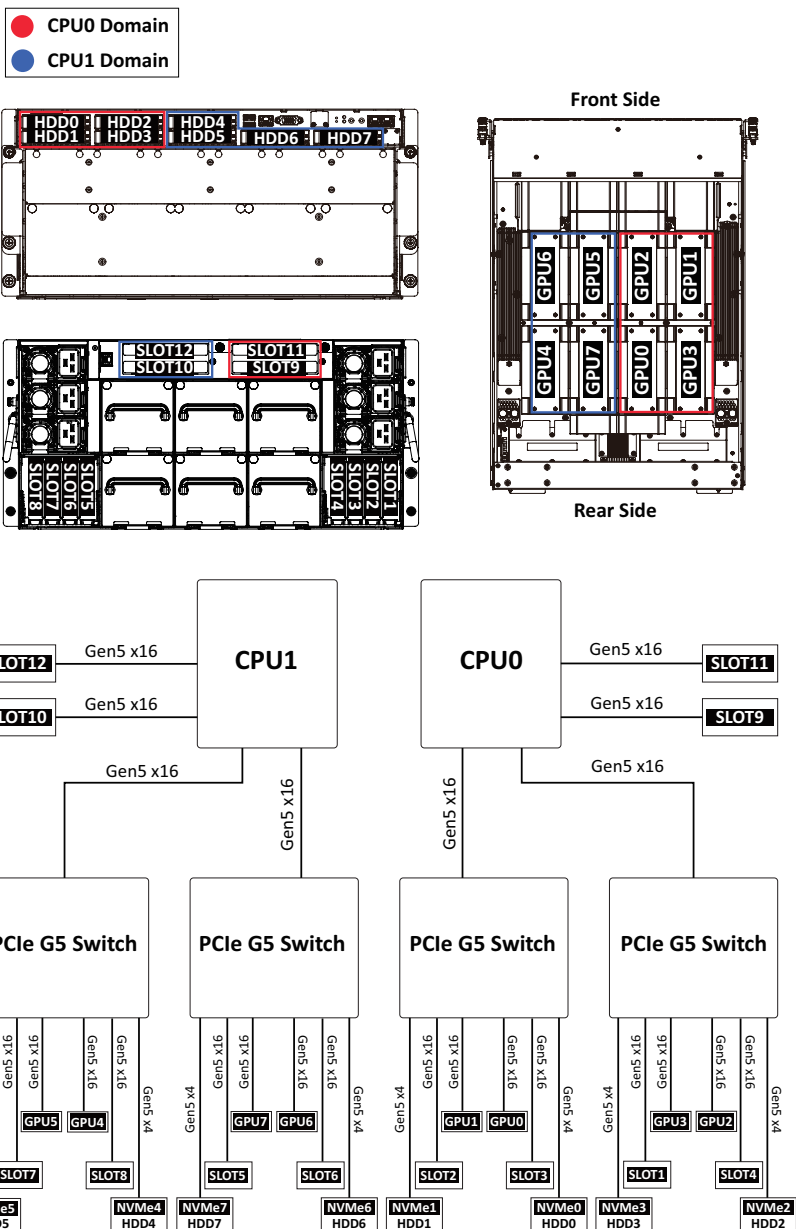 CPU0 Domain
CPU1 Domain
HDD0 HDD2 HDD4
HDD1 HDD3 HDD5 HDD6 HDD7
Front Side
GPU6 GPU5 GPU2 GPU1
GPU4 GPU7 GPU0 GPU3
Rear Side
SLOT12 SLOT11
SLOT10 SLOT9
SLOT8 SLOT7 SLOT6 SLOT5 SLOT4 SLOT3 SLOT2 SLOT1
CPU1 CPU0
LOT12 Gen5 x16 Gen5 x16 SLOT11
LOT10 Gen5 x16 Gen5 x16 SLOT9
Gen5 x16 Gen5 x16 Gen5 x16 Gen5 x16
PCIe G5 Switch PCIe G5 Switch PCIe G5 Switch PCIe G5 Switch
Gen5 x16 Gen5 x16 Gen5 x16 Gen5 x16 Gen5 x4 Gen5 x4 Gen5 x16 Gen5 x16 Gen5 x16 Gen5 x16 Gen5 x4 Gen5 x4 Gen5 x16 Gen5 x16 Gen5 x16 Gen5 x16 Gen5 x4 Gen5 x4 Gen5 x16 Gen5 x16 Gen5 x16 Gen5 x16 Gen5 x4
GPU5 GPU4 GPU7 GPU6 GPU1 GPU0 GPU3 GPU2
SLOT7 SLOT8 SLOT5 SLOT6 SLOT2 SLOT3 SLOT1 SLOT4
e5 NVMe4 NVMe7 NVMe6 NVMe1 NVMe0 NVMe3 NVMe2
5 HDD4 HDD7 HDD6 HDD1 HDD0 HDD3 HDD2